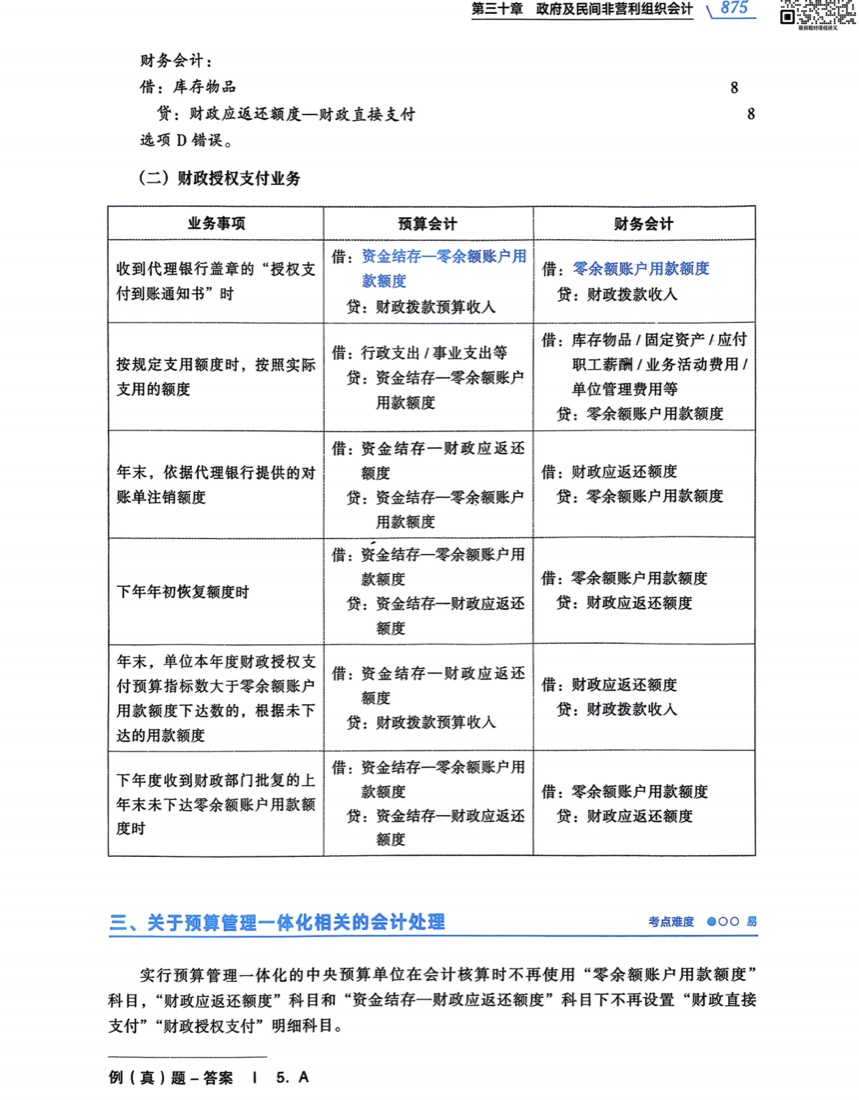 第三十章 政府及民间非营利组织会计 875
财务会计：
借：库存物品 8
贷：财政应返还额度—财政直接支付 8
选项 D 错误。
（二）财政授权支付业务
业务事项 预算会计 财务会计
收到代理银行盖章的“授权支
付到账通知书”时
借：资金结存—零余额账户用
款额度
贷：财政拨款预算收入
借：零余额账户用款额度
贷：财政拨款收入
按规定支用额度时，按照实际
支用的额度
借：行政支出 / 事业支出等
贷：资金结存—零余额账户
用款额度
借：库存物品 / 固定资产 / 应付
职工薪酬 / 业务活动费用 /
单位管理费用等
贷：零余额账户用款额度
年末，依据代理银行提供的对
账单注销额度
借：资金结存—财政应返还
额度
贷：资金结存—零余额账户
用款额度
借：财政应返还额度
贷：零余额账户用款额度
下年年初恢复额度时
借：资金结存—零余额账户用
款额度
贷：资金结存—财政应返还
额度
借：零余额账户用款额度
贷：财政应返还额度
年末，单位本年度财政授权支
付预算指标数大于零余额账户
用款额度下达数的，根据未下
达的用款额度
借：资金结存—财政应返还
额度
贷：财政拨款预算收入
借：财政应返还额度
贷：财政拨款收入
下年度收到财政部门批复的上
年末未下达零余额账户用款额
度时
借：资金结存—零余额账户用
款额度
贷：资金结存—财政应返还
额度
借：零余额账户用款额度
贷：财政应返还额度
三、关于预算管理一体化相关的会计处理 考点难度 ●○○ 易
实行预算管理一体化的中央预算单位在会计核算时不再使用“零余额账户用款额度”
科目，“财政应返还额度”科目和“资金结存—财政应返还额度”科目下不再设置“财政直接
支付”“财政授权支付”明细科目。
例（真）题 – 答案 | 5. A